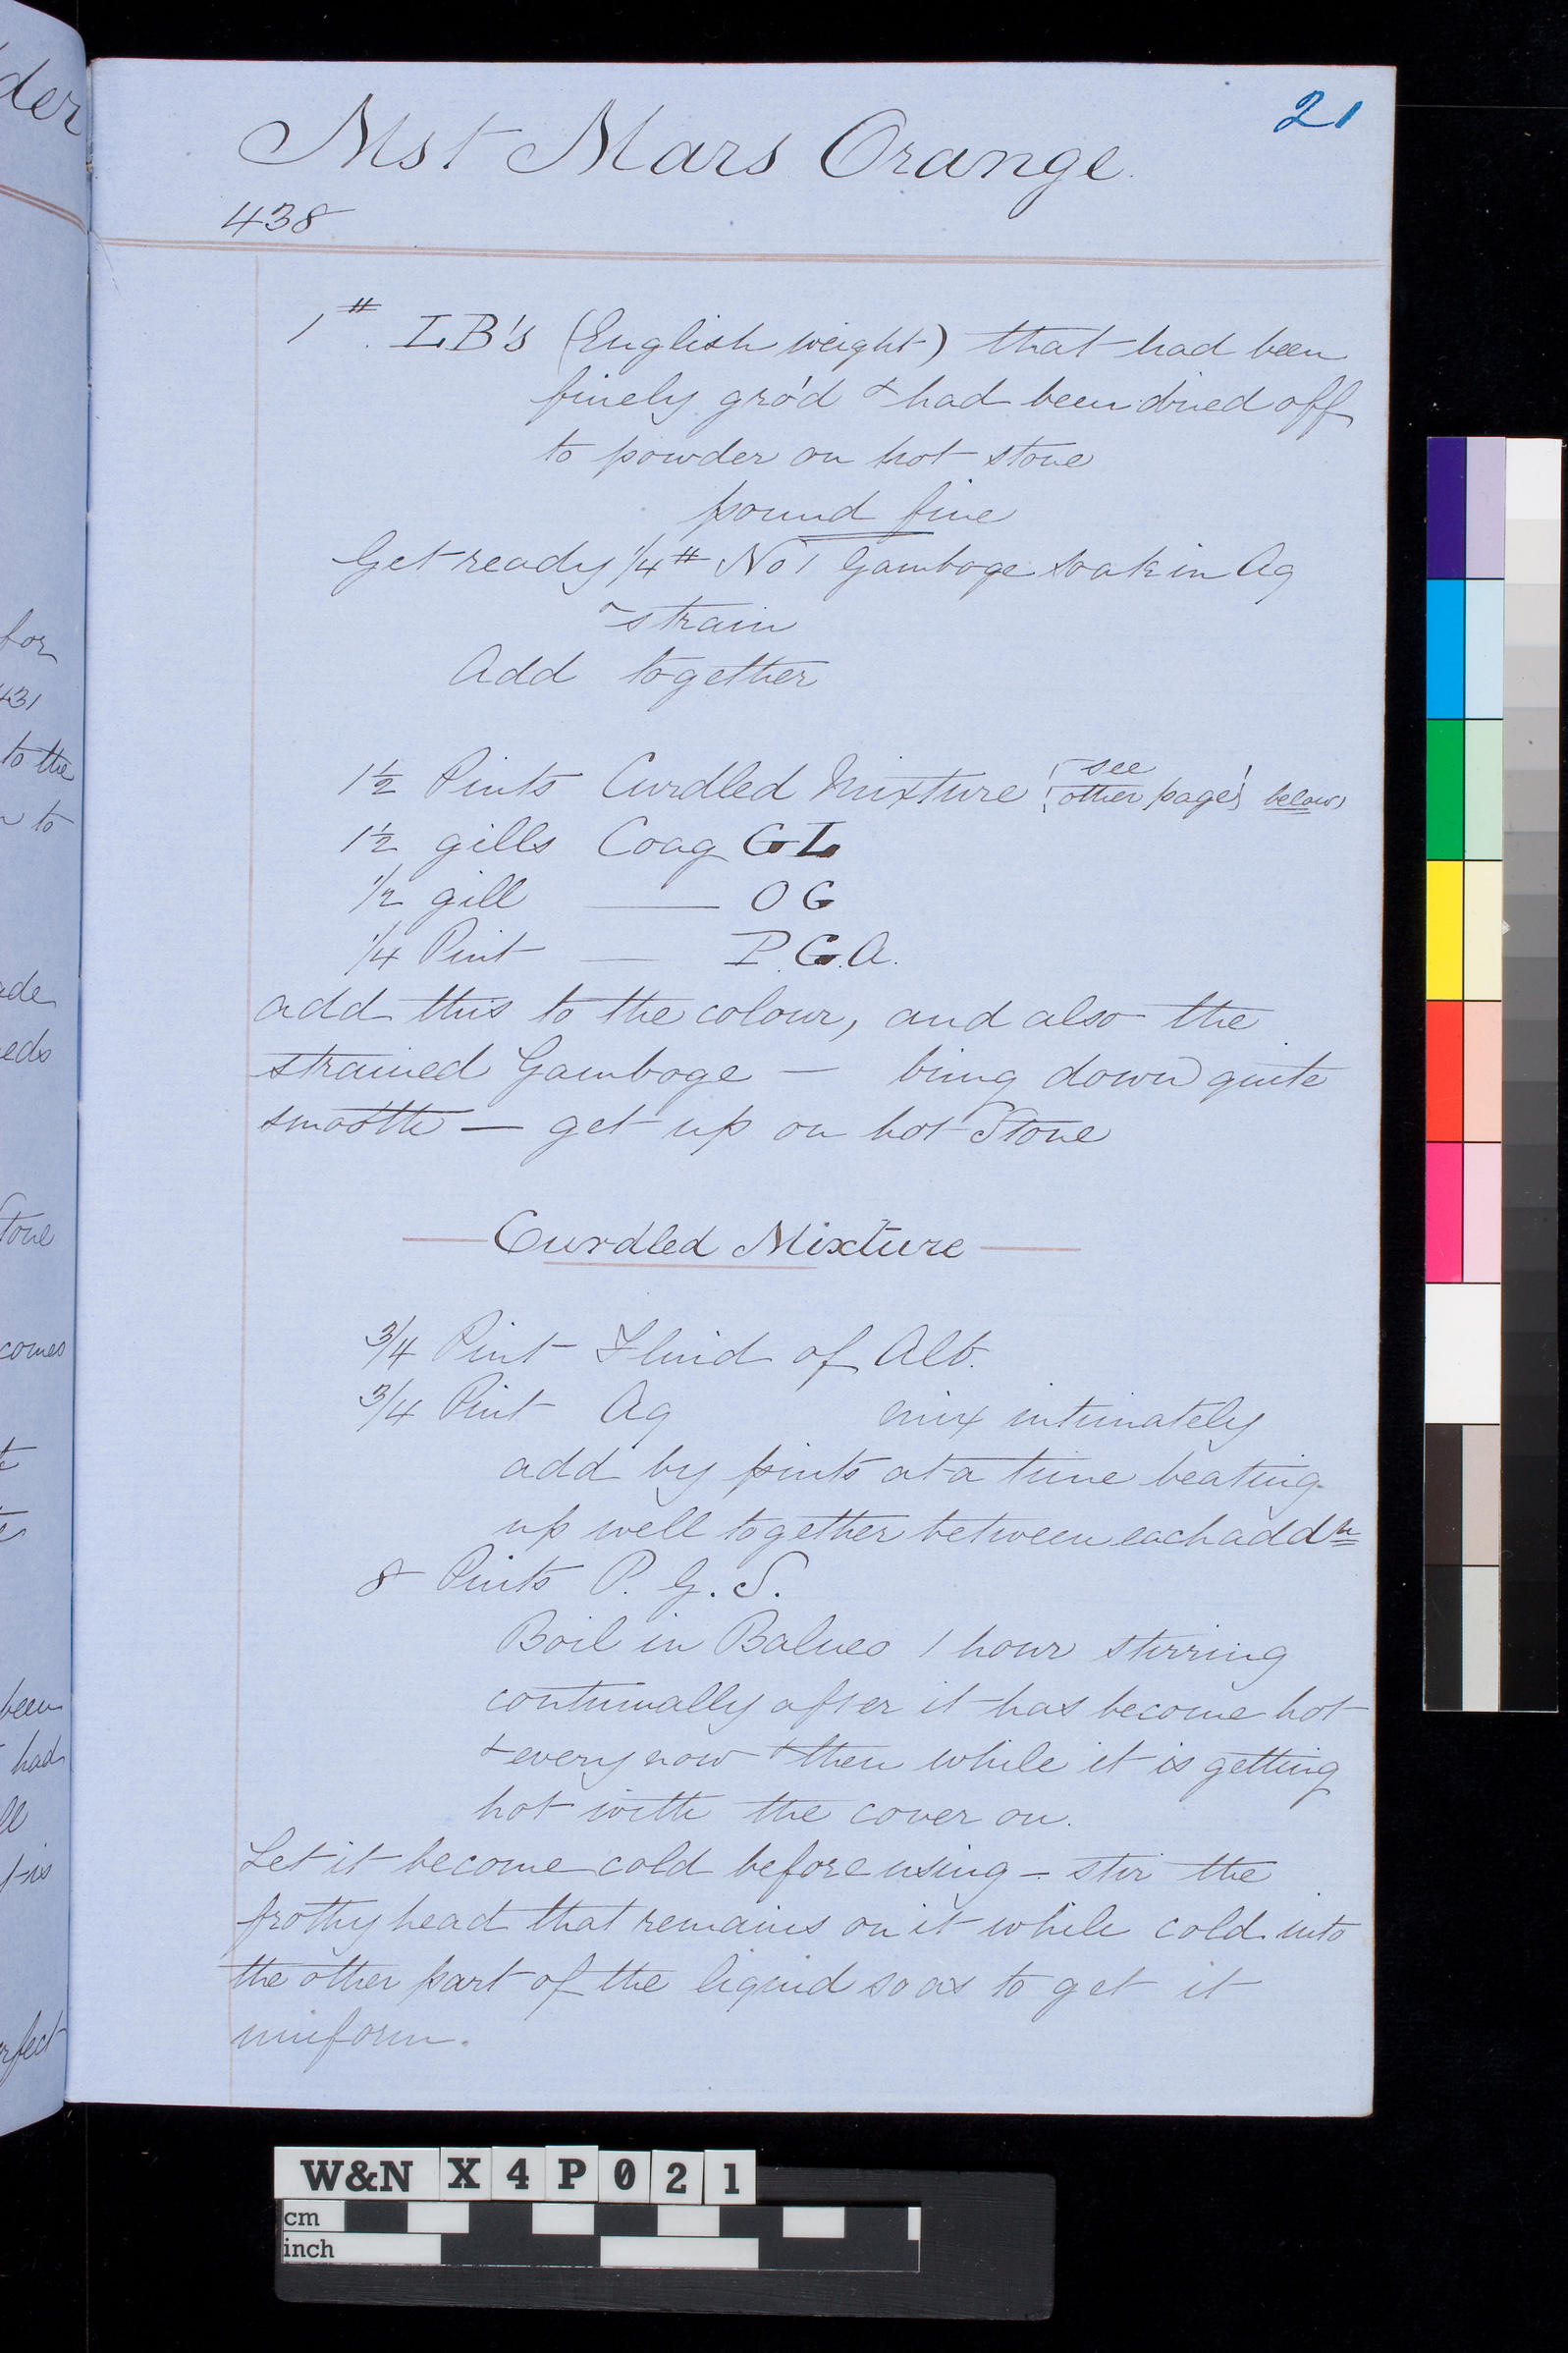 21
Mst Mars Orange.
438
1#. LB's (English weight) that had been
finely gro'd & had been dried off
to powder on hot stone
pound fine
Get ready 1/4# No 1 Gamboge soak in Aq
& strain
Add together
1½ Pints Curdled Mixture (see
other page) below
1½ gills Coag GL
1/2 gill —— OG
1/4 Pint — P.G.A.
add this to the colour, and also the
strained Gamboge — bring down quite
smooth — get up on hot Stone
— Curdled Mixture —
3/4 Pint Fluid of Alb.
3/4 Pint Aq mix intimately
add by pints at a time beating
up well together between each addn
8 Pints P. G. S.
Boil in Balneo 1 hour stirring
continually after it has become hot
& every now & then while it is getting
hot with the cover on.
Let it become cold before using — stir the
frothy head that remains on it while cold into
the other part of the liquid so as to get it
uniform.
der
for
431
to the
to
eds
Stone
comes
been
had
W&N X 4 P 0 2 1
cm
inch